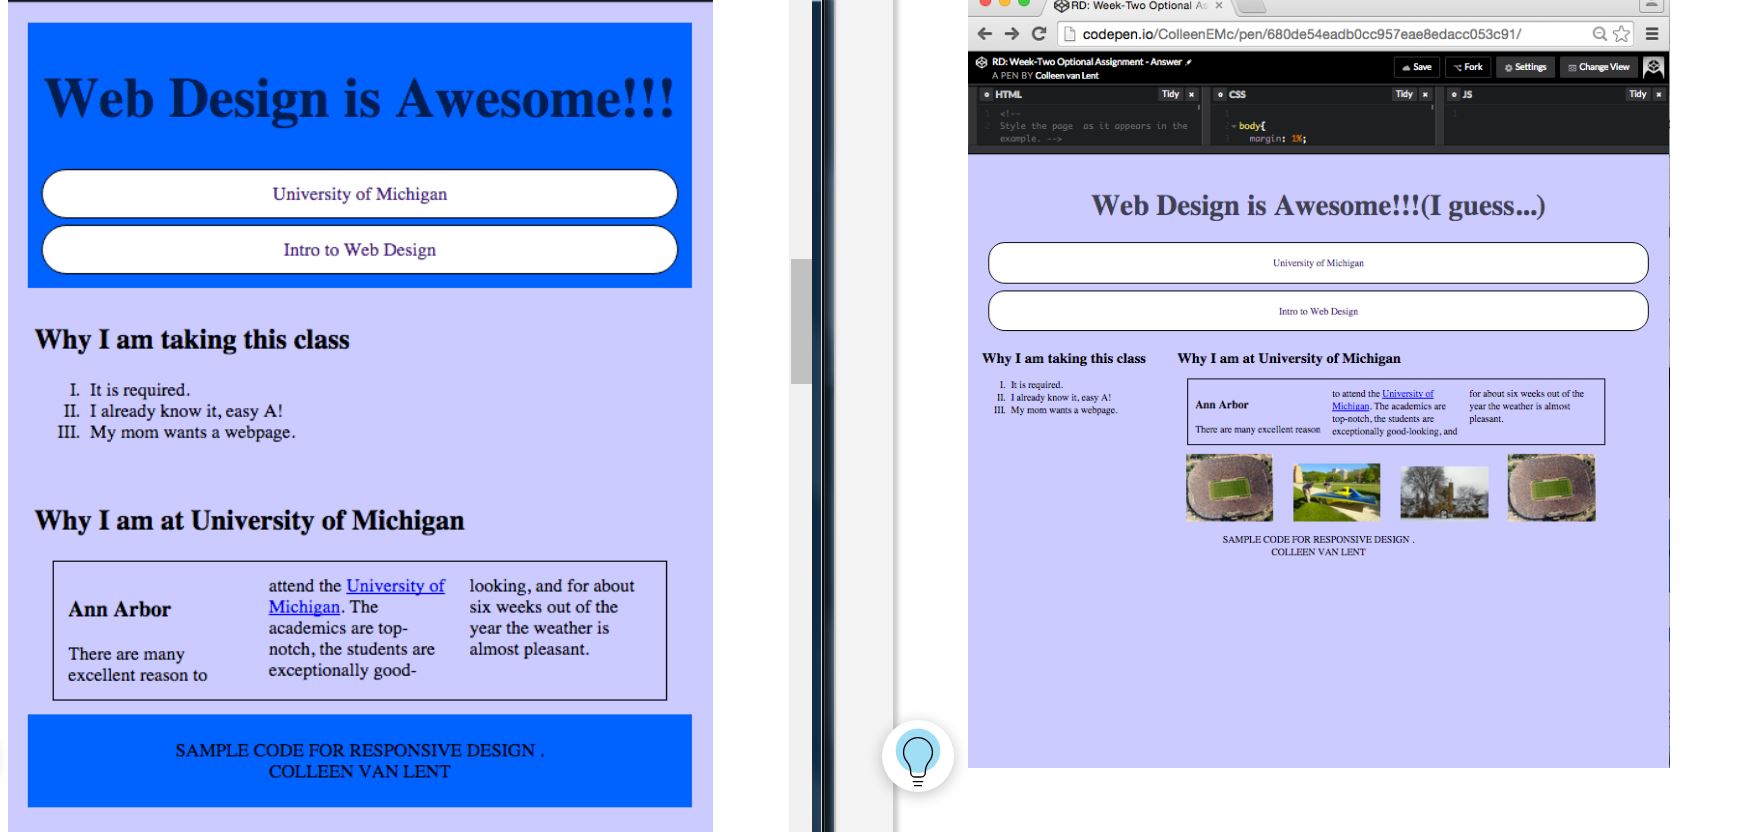 Web Design is Awesome!!!
University of Michigan
Intro to Web Design
Why I am taking this class
I. It is required.
II. I already know it, easy A!
III. My mom wants a webpage.
Why I am at University of Michigan
Ann Arbor
There are many
excellent reason to
attend the University of
Michigan. The
academics are top-
notch, the students are
exceptionally good-
looking, and for about
six weeks out of the
year the weather is
almost pleasant.
SAMPLE CODE FOR RESPONSIVE DESIGN .
COLLEEN VAN LENT
RD: Week-Two Optional As ×
codepen.io/ColleenEMc/pen/680de54eadb0cc957eae8edacc053c91/
RD: Week-Two Optional Assignment - Answer
A PEN BY Colleen van Lent
Save Fork Settings Change View
HTML Tidy × CSS Tidy × JS Tidy ×
1 <!--
2 Style the page as it appears in the
example. -->
1
2 body{
3 margin: 1%;
1
Web Design is Awesome!!!(I guess...)
University of Michigan
Intro to Web Design
Why I am taking this class
I. It is required.
II. I already know it, easy A!
III. My mom wants a webpage.
Why I am at University of Michigan
Ann Arbor
There are many excellent reason
to attend the University of
Michigan. The academics are
top-notch, the students are
exceptionally good-looking, and
for about six weeks out of the
year the weather is almost
pleasant.
SAMPLE CODE FOR RESPONSIVE DESIGN .
COLLEEN VAN LENT